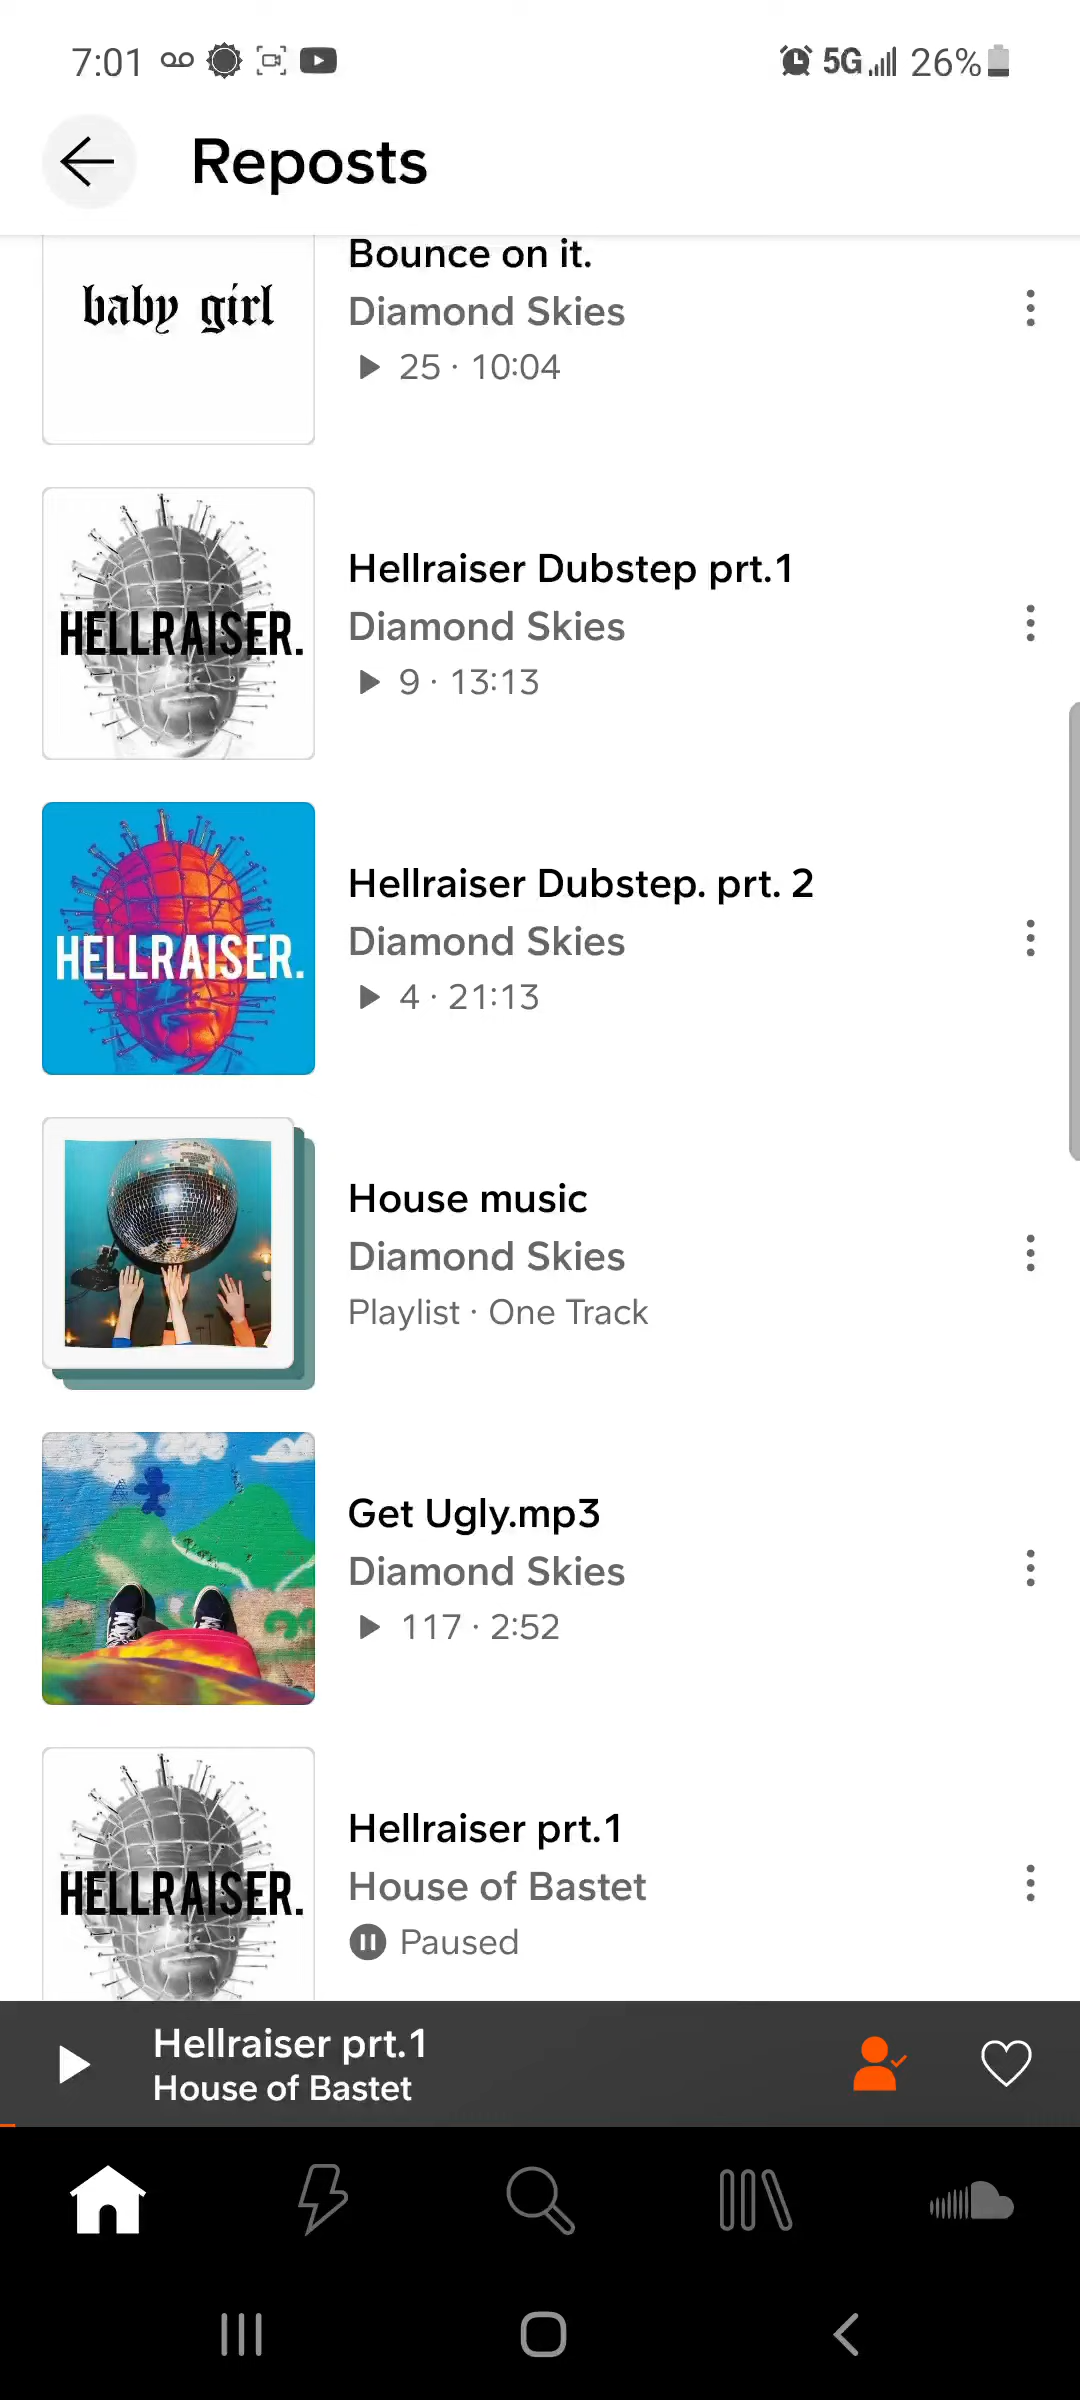 7:01
5G 26%
Reposts
baby girl
Bounce on it.
Diamond Skies
25 · 10:04
HELLRAISER.
Hellraiser Dubstep prt.1
Diamond Skies
9 · 13:13
HELLRAISER.
Hellraiser Dubstep. prt. 2
Diamond Skies
4 · 21:13
House music
Diamond Skies
Playlist · One Track
Get Ugly.mp3
Diamond Skies
117 · 2:52
HELLRAISER.
Hellraiser prt.1
House of Bastet
Paused
Hellraiser prt.1
House of Bastet